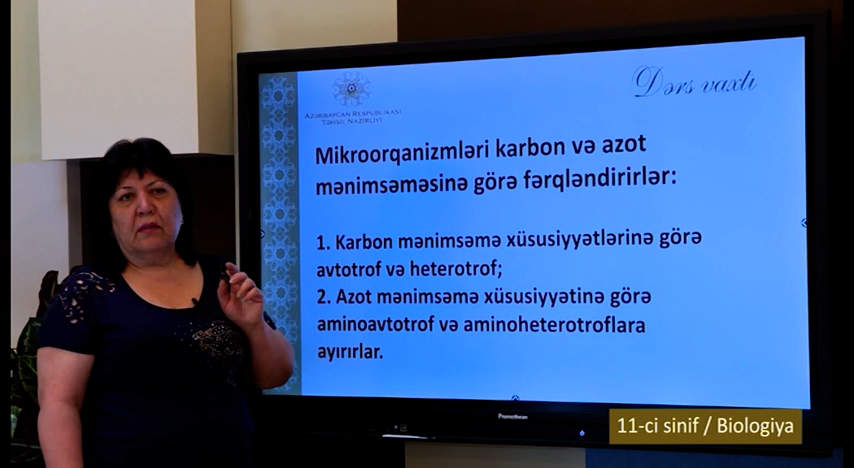 Dərs vaxtı
AZƏRBAYCAN RESPUBLİKASI
TƏHSİL NAZİRLİYİ
Mikroorqanizmləri karbon və azot
mənimsəməsinə görə fərqləndirirlər:
1. Karbon mənimsəmə xüsusiyyətlərinə görə
avtotrof və heterotrof;
2. Azot mənimsəmə xüsusiyyətinə görə
aminoavtotrof və aminoheterotroflara
ayırırlar.
Promethean
11-ci sinif / Biologiya